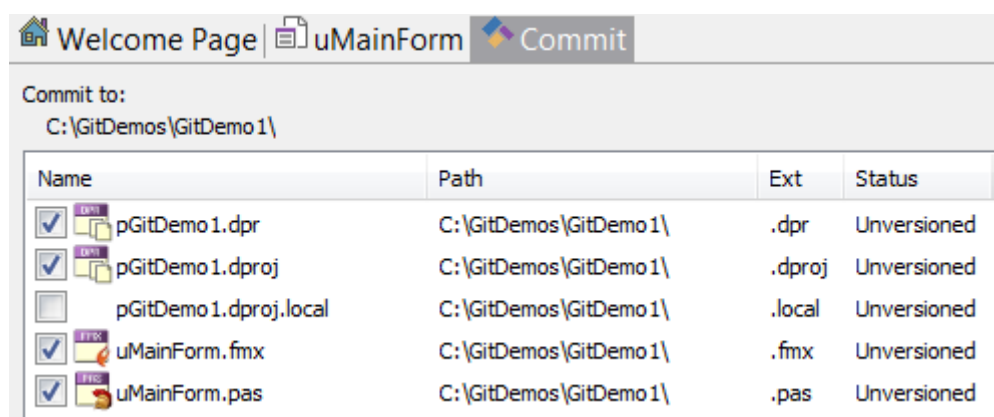 Welcome Page uMainForm Commit
Commit to:
C:\GitDemos\GitDemo1\
Name Path Ext Status
pGitDemo1.dpr C:\GitDemos\GitDemo1\ .dpr Unversioned
pGitDemo1.dproj C:\GitDemos\GitDemo1\ .dproj Unversioned
pGitDemo1.dproj.local C:\GitDemos\GitDemo1\ .local Unversioned
uMainForm.fmx C:\GitDemos\GitDemo1\ .fmx Unversioned
uMainForm.pas C:\GitDemos\GitDemo1\ .pas Unversioned